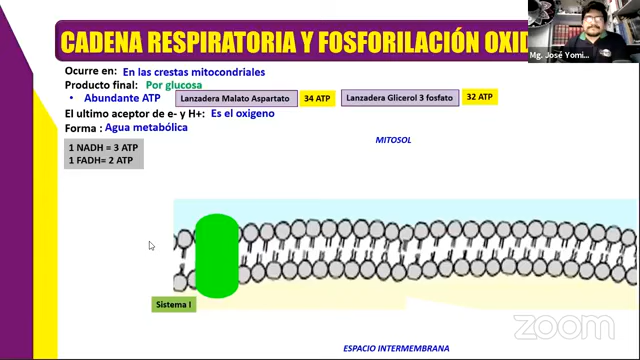 CADENA RESPIRATORIA Y FOSFORILACIÓN
Mg. José Yomi...
Ocurre en: En las crestas mitocondriales
Producto final: Por glucosa
• Abundante ATP Lanzadera Malato Aspartato 34 ATP Lanzadera Glicerol 3 fosfato 32 ATP
El ultimo aceptor de e- y H+: Es el oxigeno
Forma : Agua metabólica
MITOSOL
1 NADH = 3 ATP
1 FADH= 2 ATP
Sistema I
zoom
ESPACIO INTERMEMBRANA